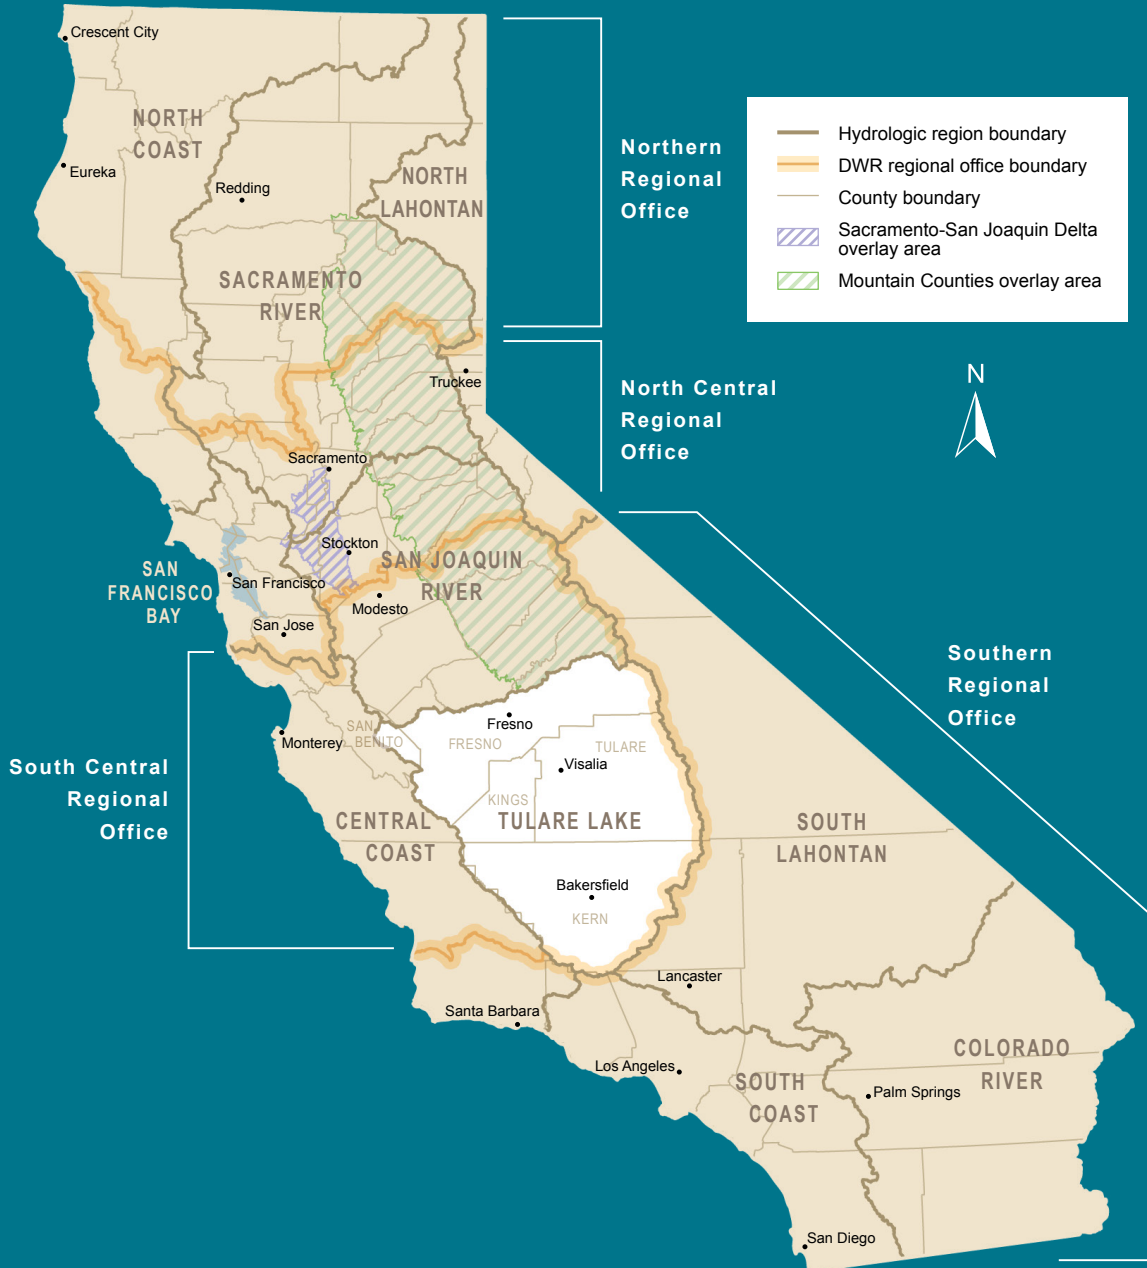 Crescent City
NORTH
COAST
Eureka
Redding
NORTH
LAHONTAN
SACRAMENTO
RIVER
Truckee
Sacramento
Stockton
SAN JOAQUIN
RIVER
SAN
FRANCISCO
BAY
San Francisco
Modesto
San Jose
Monterey
SAN
BENITO
Fresno
FRESNO
TULARE
Visalia
KINGS
TULARE LAKE
CENTRAL
COAST
SOUTH
LAHONTAN
Bakersfield
KERN
Lancaster
Santa Barbara
Los Angeles
SOUTH
COAST
COLORADO
RIVER
Palm Springs
San Diego
Northern
Regional
Office
North Central
Regional
Office
Southern
Regional
Office
South Central
Regional
Office
Hydrologic region boundary
DWR regional office boundary
County boundary
Sacramento-San Joaquin Delta
overlay area
Mountain Counties overlay area
N